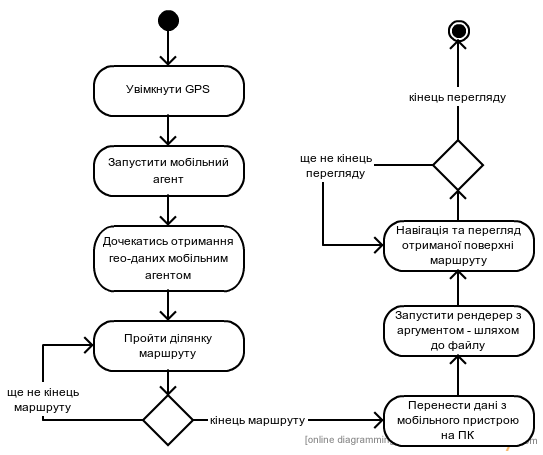 Увімкнути GPS
Запустити мобільний
агент
Дочекатись отримання
гео-даних мобільним
агентом
Пройти ділянку
маршруту
ще не кінець
маршруту
кінець маршруту
Перенести дані з
мобільного пристрою
на ПК
Запустити рендерер з
аргументом - шляхом
до файлу
Навігація та перегляд
отриманої поверхні
маршруту
ще не кінець
перегляду
кінець перегляду
[online diagramming